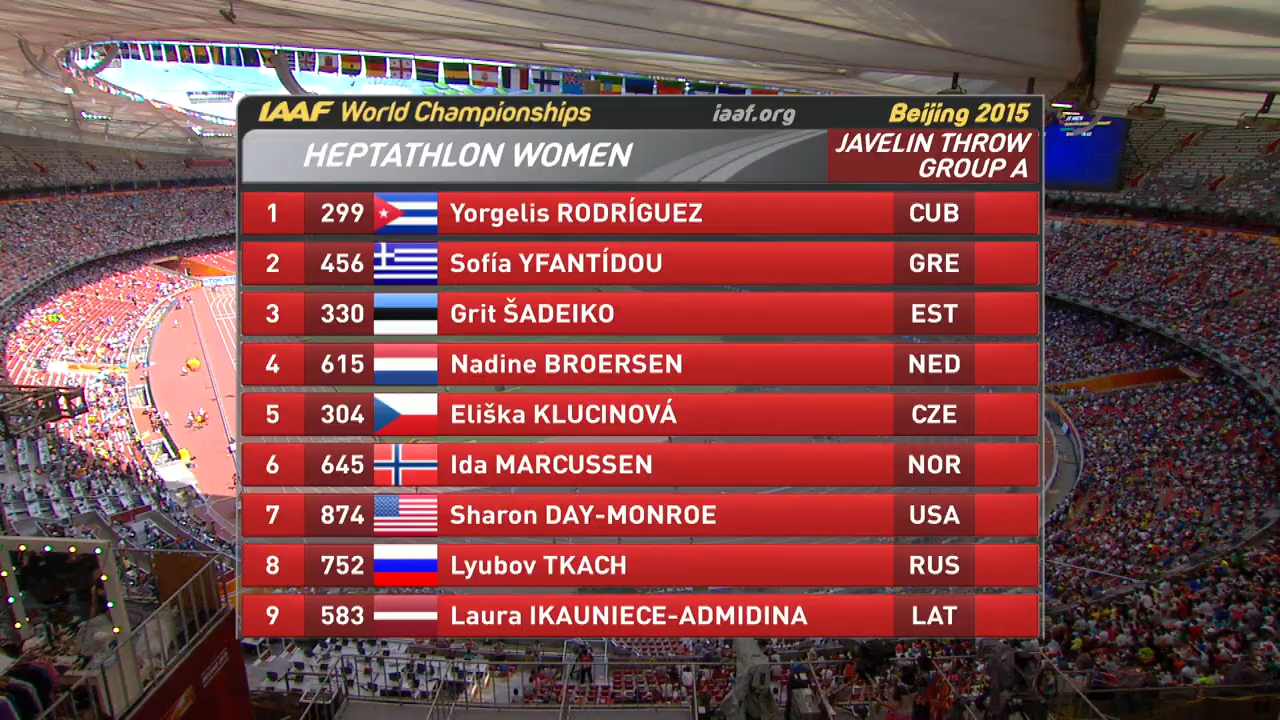 IAAF World Championships iaaf.org Beijing 2015
HEPTATHLON WOMEN
JAVELIN THROW
GROUP A
1 299 Yorgelis RODRÍGUEZ CUB
2 456 Sofía YFANTÍDOU GRE
3 330 Grit ŠADEIKO EST
4 615 Nadine BROERSEN NED
5 304 Eliška KLUCINOVÁ CZE
6 645 Ida MARCUSSEN NOR
7 874 Sharon DAY-MONROE USA
8 752 Lyubov TKACH RUS
9 583 Laura IKAUNIECE-ADMIDINA LAT